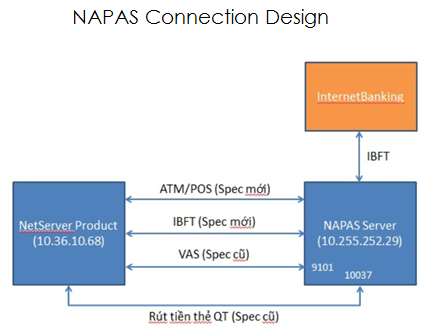 NAPAS Connection Design
InternetBanking
IBFT
ATM/POS (Spec mới)
NetServer Product
(10.36.10.68)
IBFT (Spec mới)
NAPAS Server
(10.255.252.29)
VAS (Spec cũ)
9101
10037
Rút tiền thẻ QT (Spec cũ)